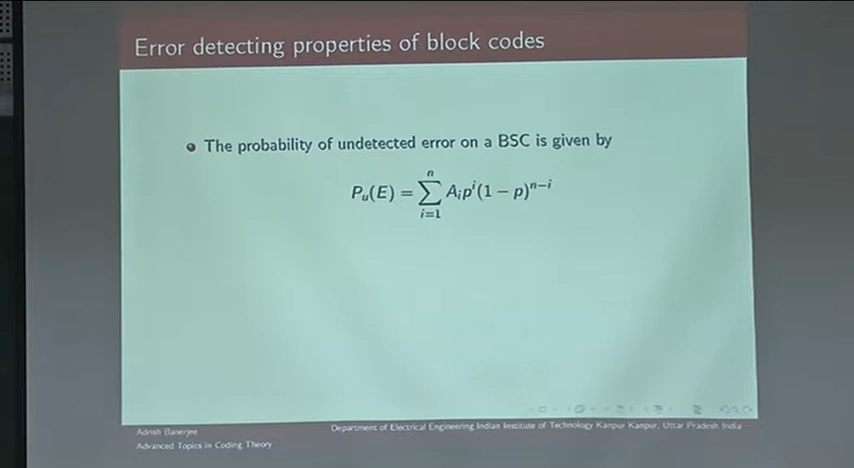 Error detecting properties of block codes
The probability of undetected error on a BSC is given by
P_u(E) = \sum_{i=1}^{n} A_i p^i (1 − p)^{n−i}
Adrish Banerjee
Department of Electrical Engineering Indian Institute of Technology Kanpur Kanpur, Uttar Pradesh India
Advanced Topics in Coding Theory